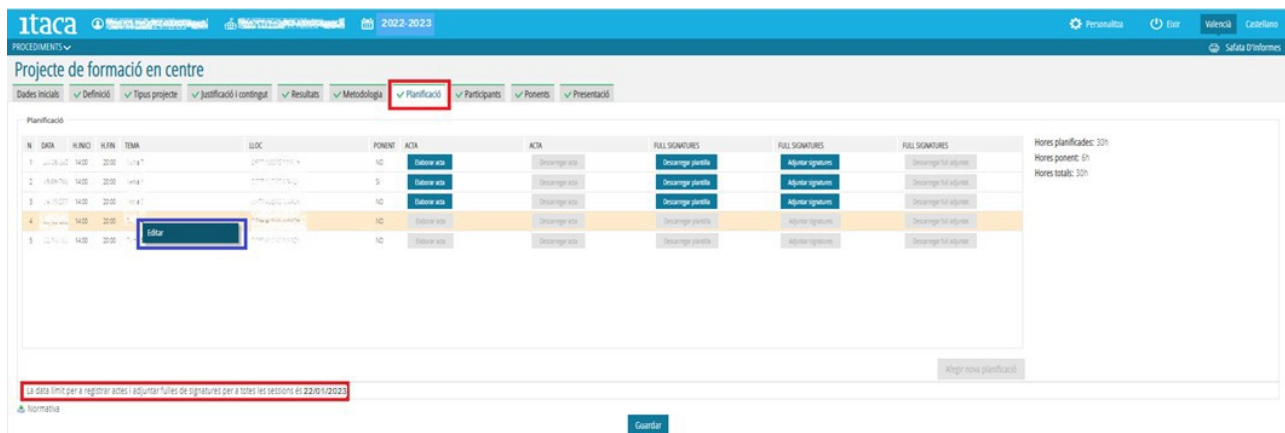 ıtaca 2022-2023 Personalitza Eixir Valencià Castellano
PROCEDIMENTS Safata D'Informes
Projecte de formació en centre
Dades inicials Definició Tipus projecte Justificació i contingut Resultats Metodologia Planificació Participants Ponents Presentació
Planificació
N DATA H.INICI H.FIN TEMA LLOC PONENT ACTA ACTA FULL SIGNATURES FULL SIGNATURES FULL SIGNATURES
1 14:00 20:00 NO Elaborar acta Descarregar acta Descarregar plantilla Adjuntar signatures Descarregar full adjuntat
2 14:00 20:00 SI Elaborar acta Descarregar acta Descarregar plantilla Adjuntar signatures Descarregar full adjuntat
3 14:00 20:00 NO Elaborar acta Descarregar acta Descarregar plantilla Adjuntar signatures Descarregar full adjuntat
4 14:00 20:00 NO Elaborar acta Descarregar acta Descarregar plantilla Adjuntar signatures Descarregar full adjuntat
Editar
5 14:00 20:00 NO Elaborar acta Descarregar acta Descarregar plantilla Adjuntar signatures Descarregar full adjuntat
Hores planificades: 30h
Hores ponent: 6h
Hores totals: 30h
Afegir nova planificació
La data límit per a registrar actes i adjuntar fulles de signatures per a totes les sessions és 22/01/2023
Normativa
Guardar